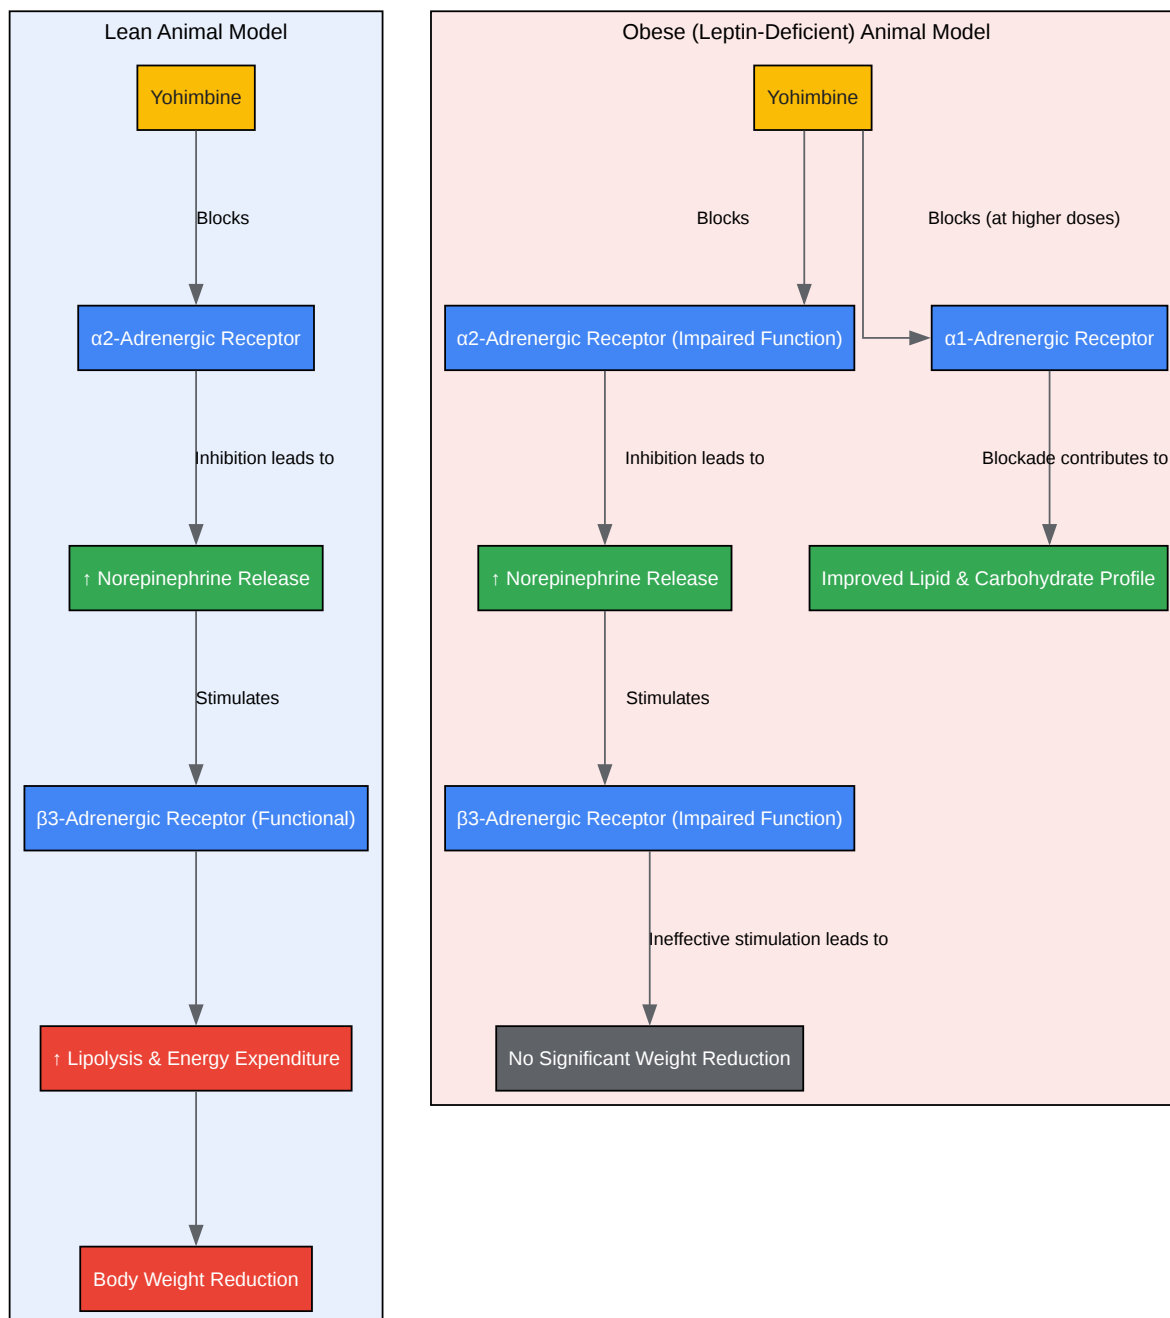 Lean Animal Model
Yohimbine
Blocks
α2-Adrenergic Receptor
Inhibition leads to
↑ Norepinephrine Release
Stimulates
β3-Adrenergic Receptor (Functional)
↑ Lipolysis & Energy Expenditure
Body Weight Reduction
Obese (Leptin-Deficient) Animal Model
Yohimbine
Blocks
Blocks (at higher doses)
α2-Adrenergic Receptor (Impaired Function)
α1-Adrenergic Receptor
Inhibition leads to
Blockade contributes to
↑ Norepinephrine Release
Improved Lipid & Carbohydrate Profile
Stimulates
β3-Adrenergic Receptor (Impaired Function)
Ineffective stimulation leads to
No Significant Weight Reduction